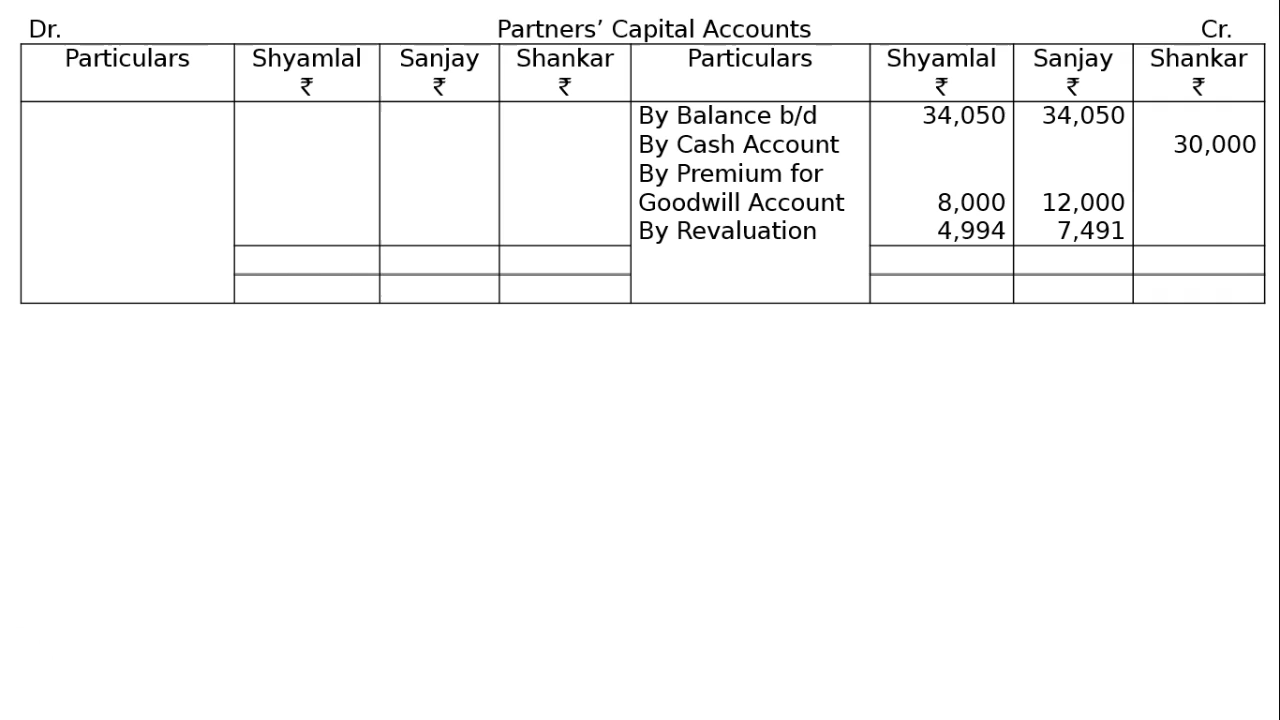 Dr. Partners’ Capital Accounts Cr.
Particulars Shyamlal Sanjay Shankar Particulars Shyamlal Sanjay Shankar
₹ ₹ ₹ ₹ ₹ ₹
By Balance b/d 34,050 34,050
By Cash Account 30,000
By Premium for
Goodwill Account 8,000 12,000
By Revaluation 4,994 7,491